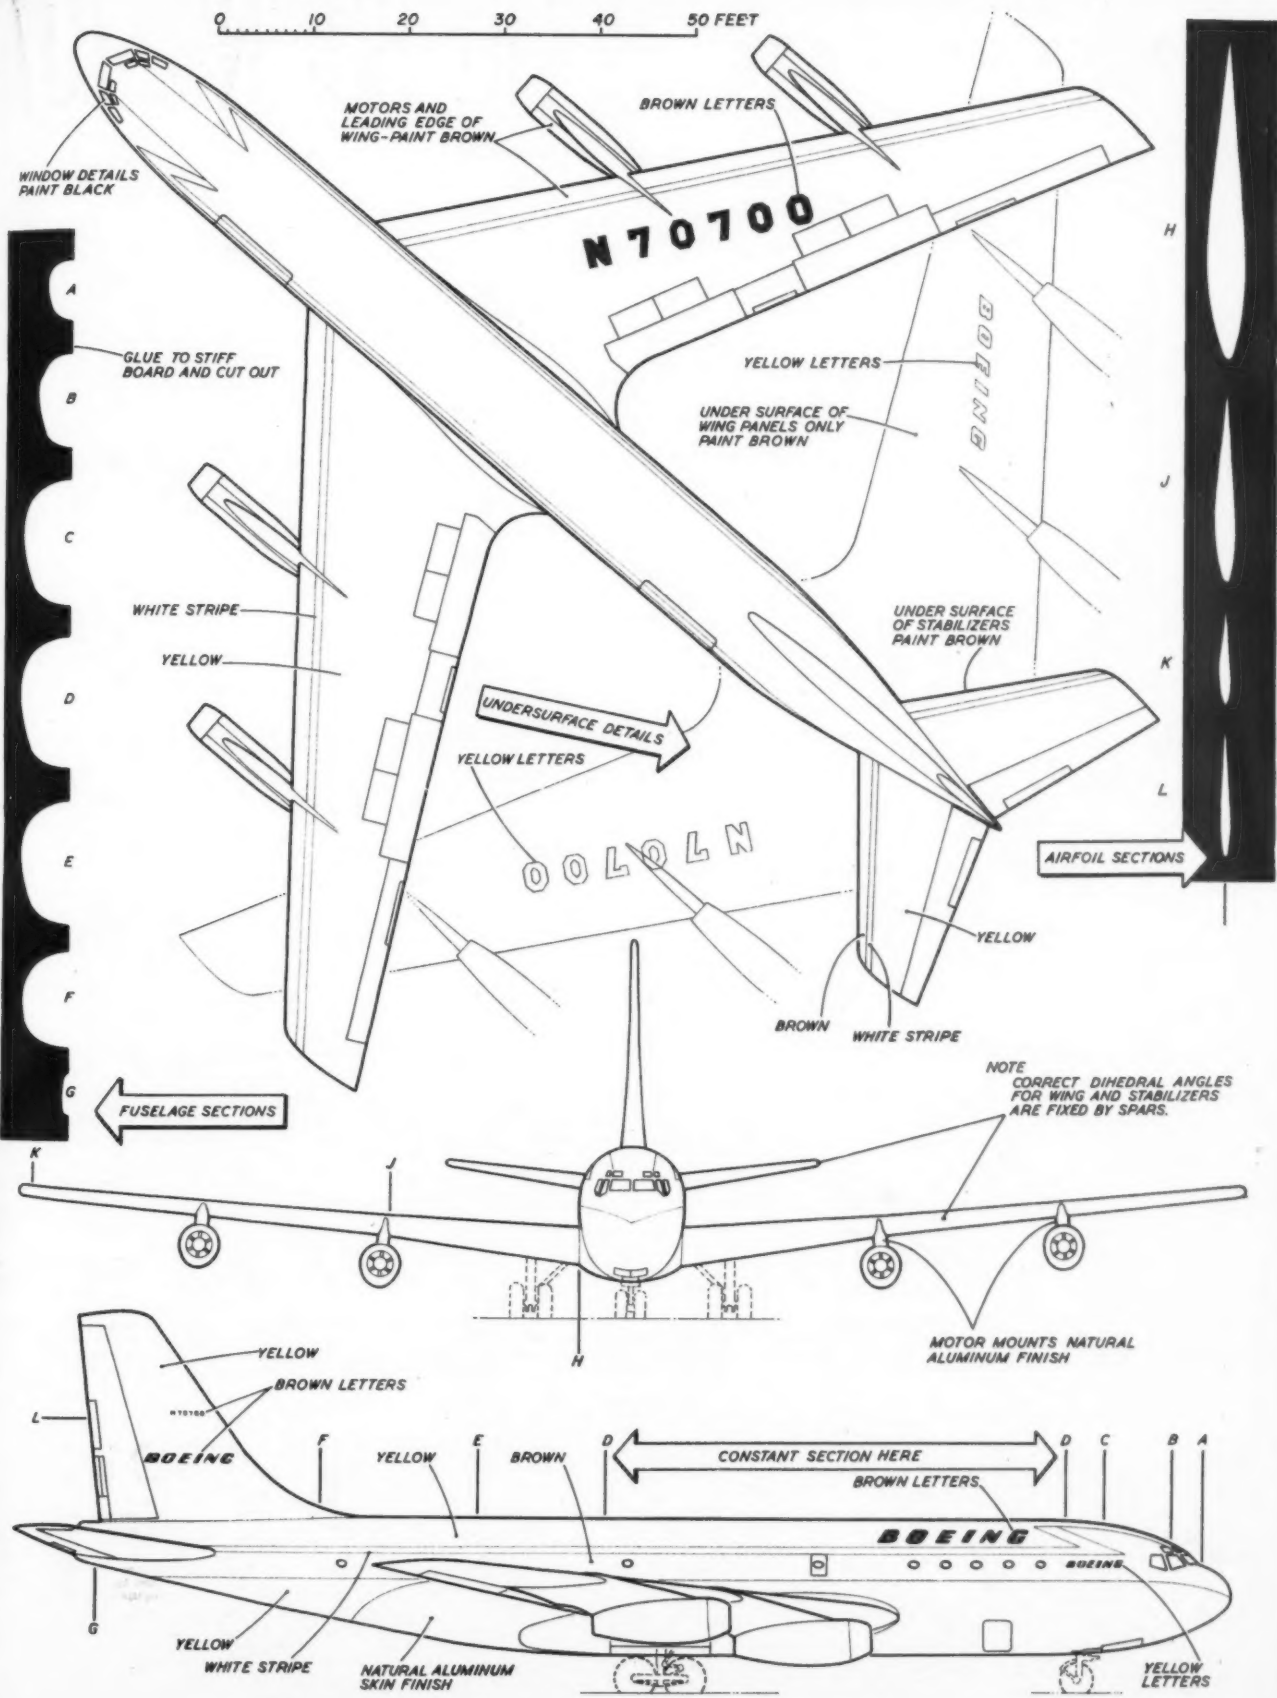 0 10 20 30 40 50 FEET
MOTORS AND
LEADING EDGE OF
WING-PAINT BROWN
BROWN LETTERS
WINDOW DETAILS
PAINT BLACK
N70700
H
A
GLUE TO STIFF
BOARD AND CUT OUT
B
YELLOW LETTERS
BOEING
UNDER SURFACE OF
WING PANELS ONLY
PAINT BROWN
J
C
WHITE STRIPE
UNDER SURFACE
OF STABILIZERS
PAINT BROWN
YELLOW
K
D
UNDERSURFACE DETAILS
YELLOW LETTERS
L
N70700
E
AIRFOIL SECTIONS
YELLOW
F
BROWN
WHITE STRIPE
G
FUSELAGE SECTIONS
NOTE
CORRECT DIHEDRAL ANGLES
FOR WING AND STABILIZERS
ARE FIXED BY SPARS.
K
J
H
MOTOR MOUNTS NATURAL
ALUMINUM FINISH
YELLOW
BROWN LETTERS
L
N70700
BOEING
F
YELLOW
E
BROWN
D
CONSTANT SECTION HERE
D
C
B
A
BROWN LETTERS
BOEING
BOEING
G
YELLOW
WHITE STRIPE
NATURAL ALUMINUM
SKIN FINISH
YELLOW
LETTERS